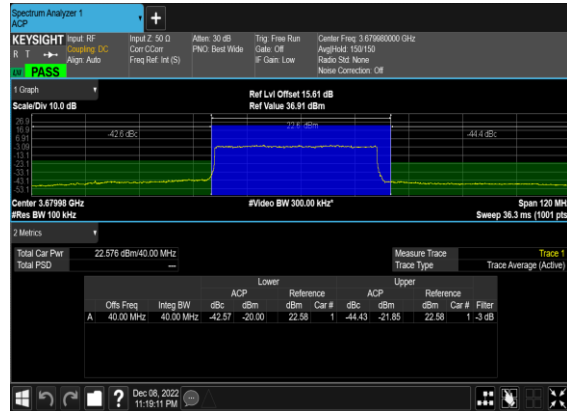 Spectrum Analyzer 1
ACP
+
KEYSIGHT Input: RF Input Z: 50 Ω Atten: 30 dB Trig: Free Run Center Freq: 3.679980000 GHz
R T Coupling: DC Corr CCorr PNO: Best Wide Gate: Off Avg|Hold: 150/150
Align: Auto Freq Ref: Int (S) IF Gain: Low Radio Std: None
LW PASS Noise Correction: Off
1 Graph
Scale/Div 10.0 dB Ref Lvl Offset 15.61 dB
Ref Value 36.91 dBm
26.9
16.9 -42.6 dBc 22.6 dBm -44.4 dBc
6.91
-3.09
-13.1
-23.1
-33.1
-43.1
-53.1
Center 3.67998 GHz #Video BW 300.00 kHz* Span 120 MH
#Res BW 100 kHz Sweep 36.3 ms (1001 pts
2 Metrics
Total Car Pwr 22.576 dBm/40.00 MHz Measure Trace Trace 1
Total PSD --- Trace Type Trace Average (Active)
Lower Upper
ACP Reference ACP Reference
Offs Freq Integ BW dBc dBm dBm Car # dBc dBm dBm Car # Filter
A 40.00 MHz 40.00 MHz -42.57 -20.00 22.58 1 -44.43 -21.85 22.58 1 -3 dB
? Dec 08, 2022
11:19:11 PM